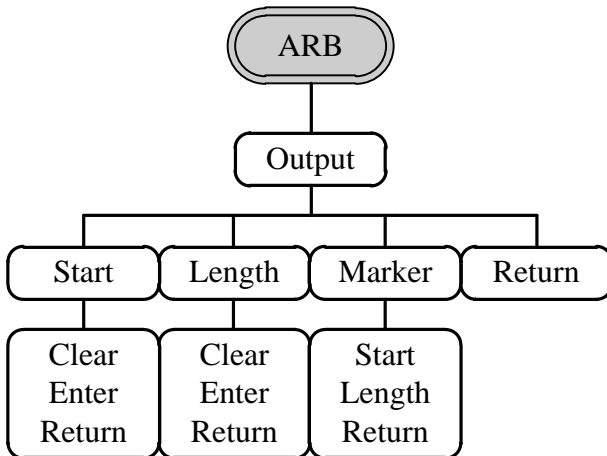 ARB
Output
Start
Length
Marker
Return
Clear
Enter
Return
Clear
Enter
Return
Start
Length
Return